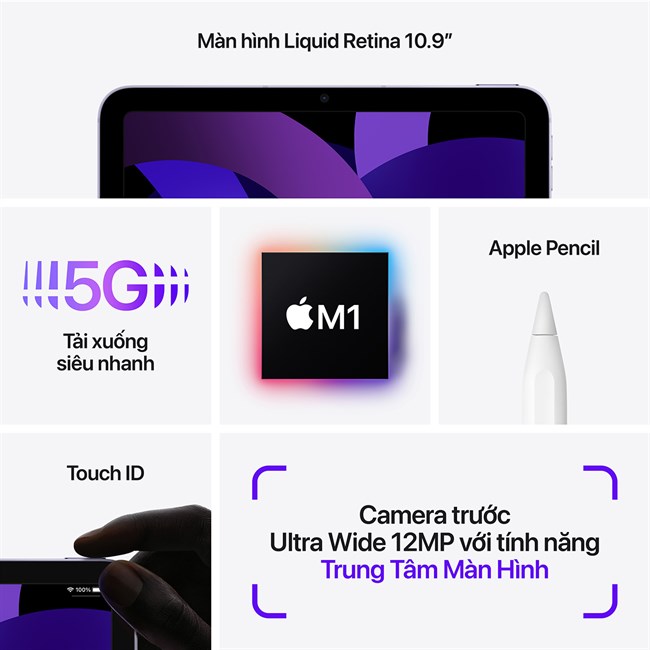 Màn hình Liquid Retina 10.9”
5G
Tải xuống
siêu nhanh
M1
Apple Pencil
Touch ID
100%
Camera trước
Ultra Wide 12MP với tính năng
Trung Tâm Màn Hình